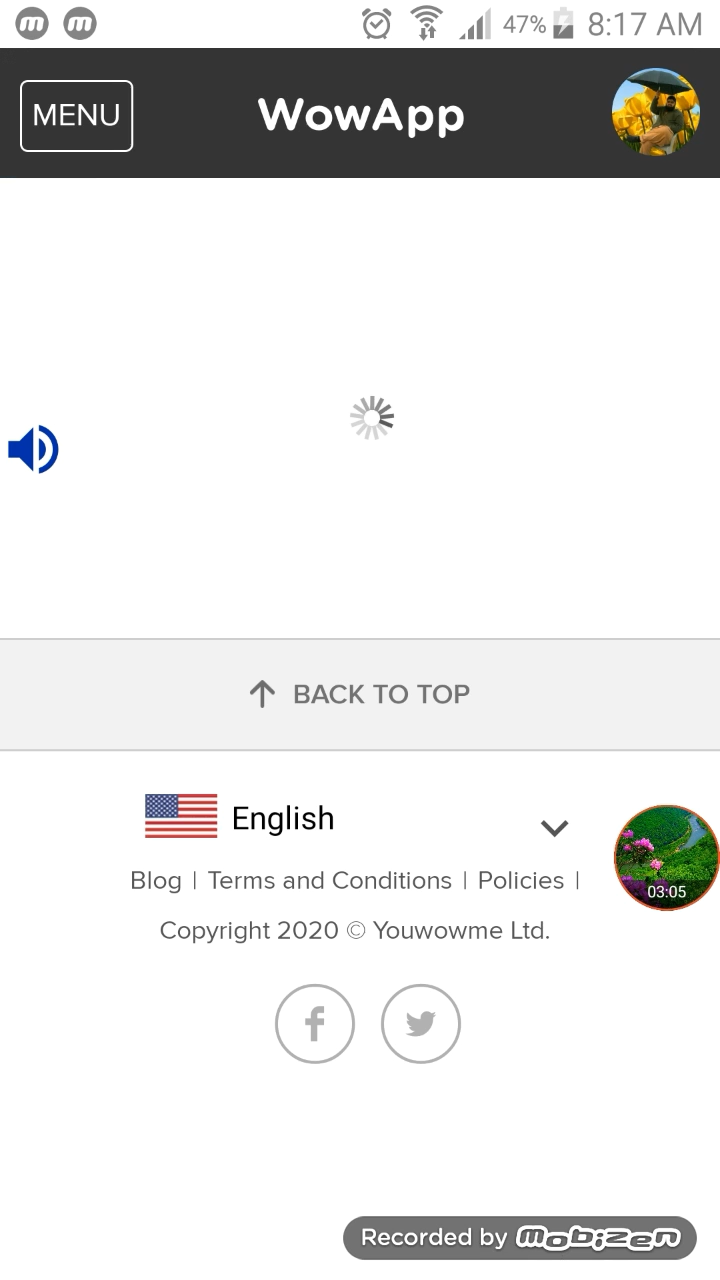 m m 47% 8:17 AM
MENU WowApp
BACK TO TOP
English
Blog | Terms and Conditions | Policies |
03:05
Copyright 2020 © Youwowme Ltd.
f
Recorded by mobizen